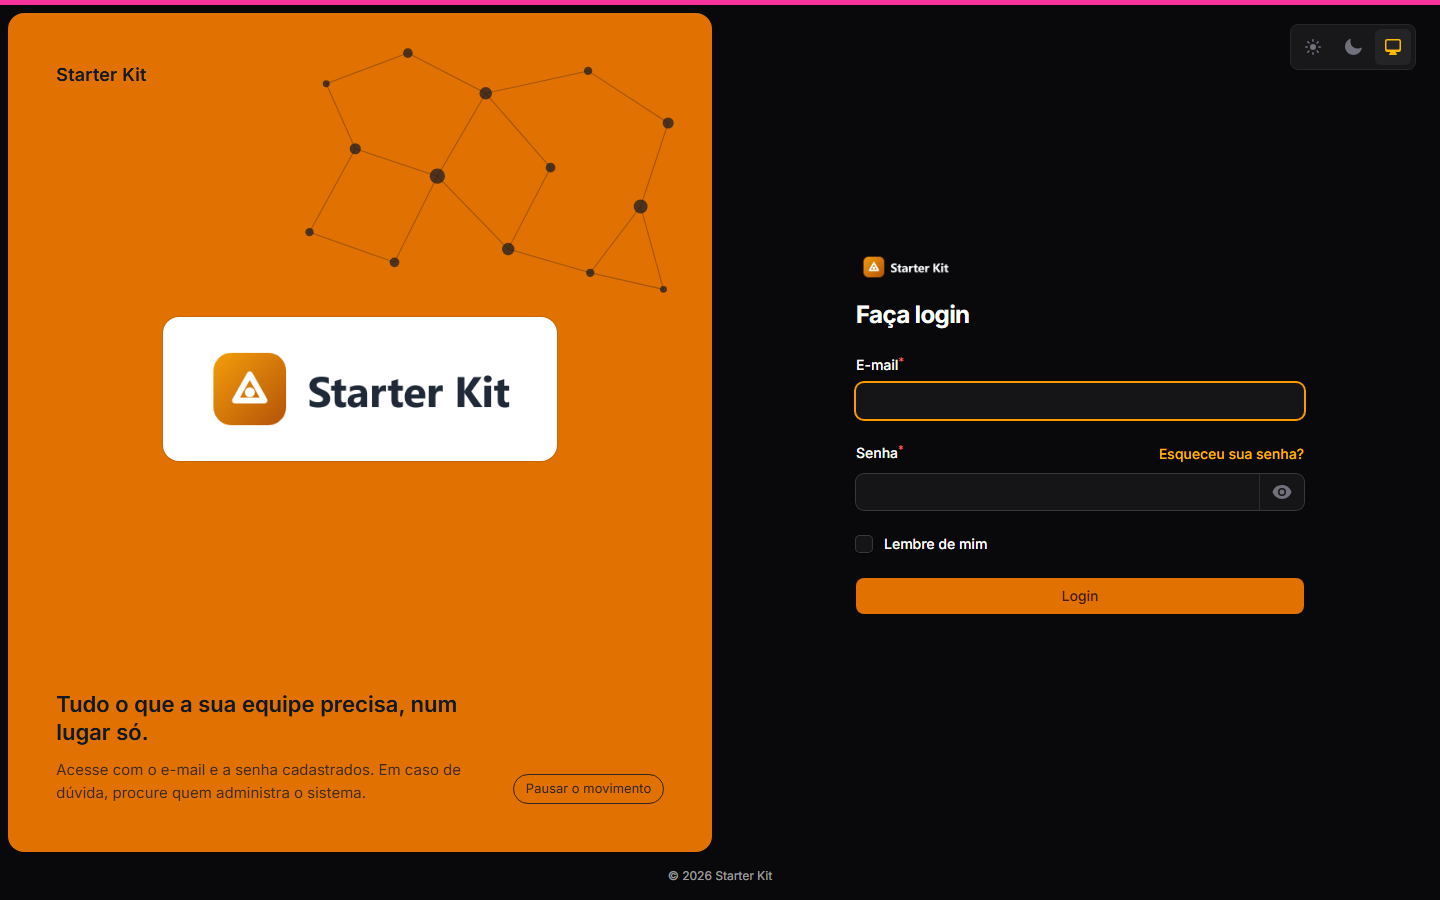 Starter Kit
Starter Kit
Tudo o que a sua equipe precisa, num
lugar só.
Acesse com o e-mail e a senha cadastrados. Em caso de
dúvida, procure quem administra o sistema.
Pausar o movimento
Starter Kit
Faça login
E-mail*
Senha*
Esqueceu sua senha?
Lembre de mim
Login
© 2026 Starter Kit